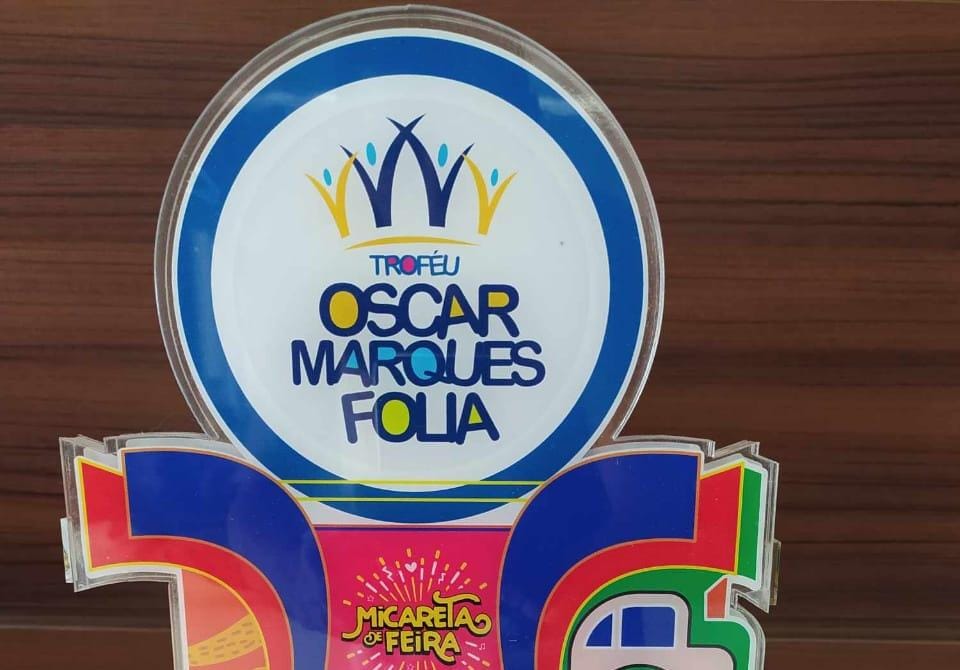 TROFÉU
OSCAR
MARQUES
FOLIA
MICARETA
DE FEIRA